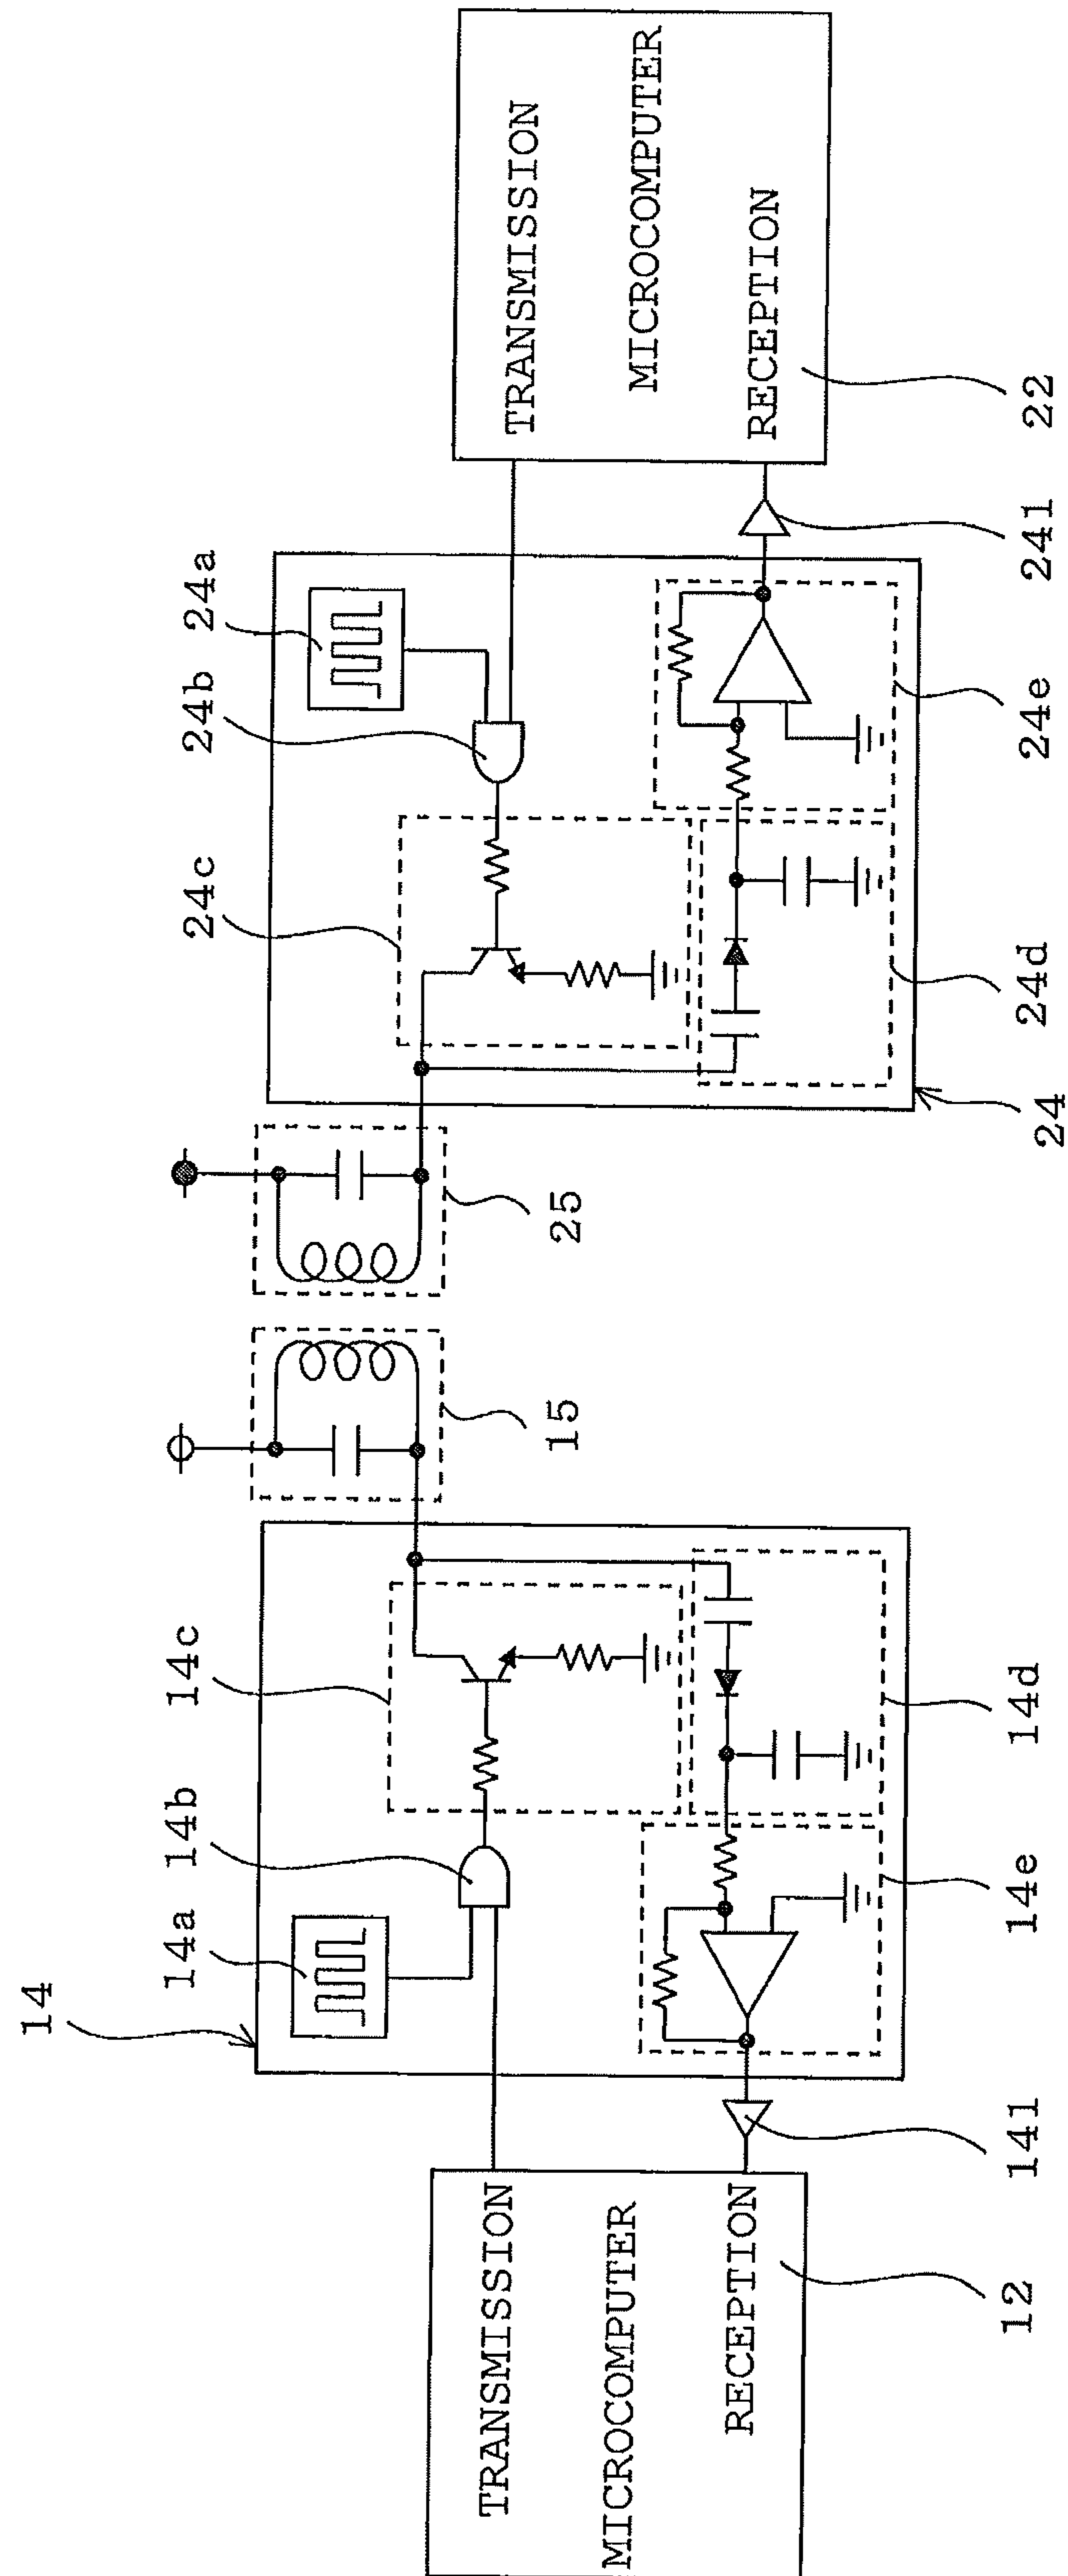 14
14a
14b
14c
15
25
24c
24b
24a
TRANSMISSION
MICROCOMPUTER
RECEPTION
TRANSMISSION
MICROCOMPUTER
RECEPTION
12
141
14e
14d
24
24d
24e
241
22